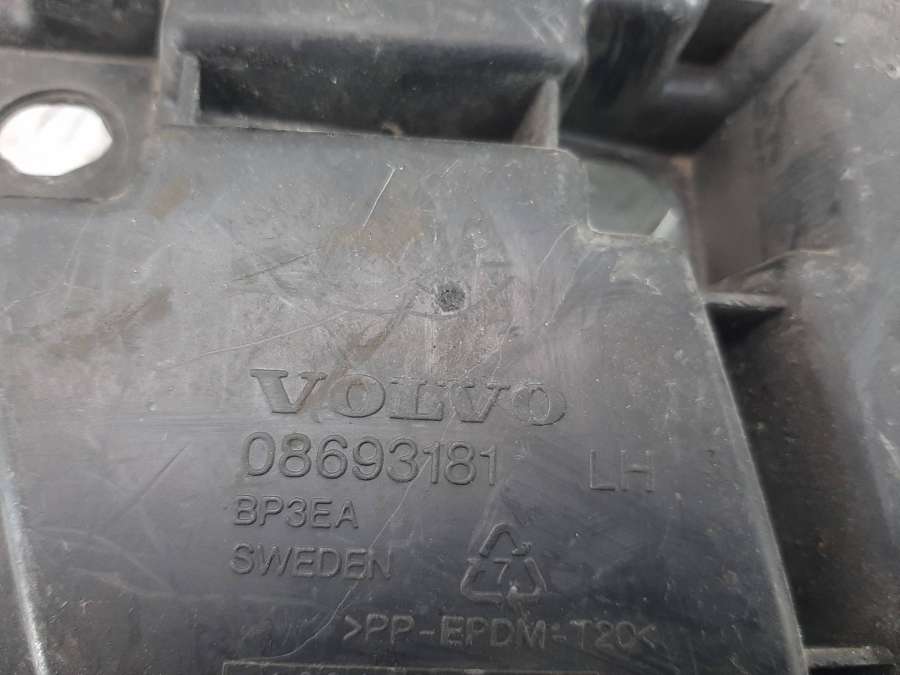 VOLVO
08693181 LH
BP3EA
SWEDEN
7
>PP-EPDM-T20<